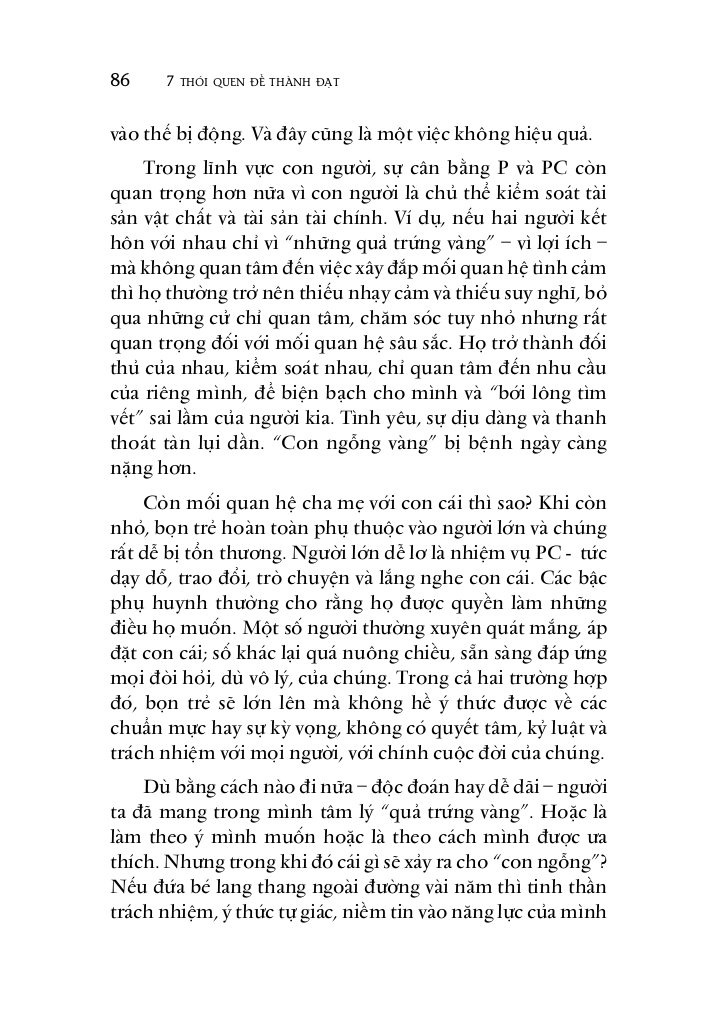 86 7 THÓI QUEN ĐỂ THÀNH ĐẠT
vào thế bị động. Và đây cũng là một việc không hiệu quả.
Trong lĩnh vực con người, sự cân bằng P và PC còn
quan trọng hơn nữa vì con người là chủ thể kiểm soát tài
sản vật chất và tài sản tài chính. Ví dụ, nếu hai người kết
hôn với nhau chỉ vì “những quả trứng vàng” – vì lợi ích –
mà không quan tâm đến việc xây đắp mối quan hệ tình cảm
thì họ thường trở nên thiếu nhạy cảm và thiếu suy nghĩ, bỏ
qua những cử chỉ quan tâm, chăm sóc tuy nhỏ nhưng rất
quan trọng đối với mối quan hệ sâu sắc. Họ trở thành đối
thủ của nhau, kiểm soát nhau, chỉ quan tâm đến nhu cầu
của riêng mình, để biện bạch cho mình và “bới lông tìm
vết” sai lầm của người kia. Tình yêu, sự dịu dàng và thanh
thoát tàn lụi dần. “Con ngỗng vàng” bị bệnh ngày càng
nặng hơn.
Còn mối quan hệ cha mẹ với con cái thì sao? Khi còn
nhỏ, bọn trẻ hoàn toàn phụ thuộc vào người lớn và chúng
rất dễ bị tổn thương. Người lớn dễ lơ là nhiệm vụ PC - tức
dạy dỗ, trao đổi, trò chuyện và lắng nghe con cái. Các bậc
phụ huynh thường cho rằng họ được quyền làm những
điều họ muốn. Một số người thường xuyên quát mắng, áp
đặt con cái; số khác lại quá nuông chiều, sẵn sàng đáp ứng
mọi đòi hỏi, dù vô lý, của chúng. Trong cả hai trường hợp
đó, bọn trẻ sẽ lớn lên mà không hề ý thức được về các
chuẩn mực hay sự kỳ vọng, không có quyết tâm, kỷ luật và
trách nhiệm với mọi người, với chính cuộc đời của chúng.
Dù bằng cách nào đi nữa – độc đoán hay dễ dãi – người
ta đã mang trong mình tâm lý “quả trứng vàng”. Hoặc là
làm theo ý mình muốn hoặc là theo cách mình được ưa
thích. Nhưng trong khi đó cái gì sẽ xảy ra cho “con ngỗng”?
Nếu đứa bé lang thang ngoài đường vài năm thì tinh thần
trách nhiệm, ý thức tự giác, niềm tin vào năng lực của mình